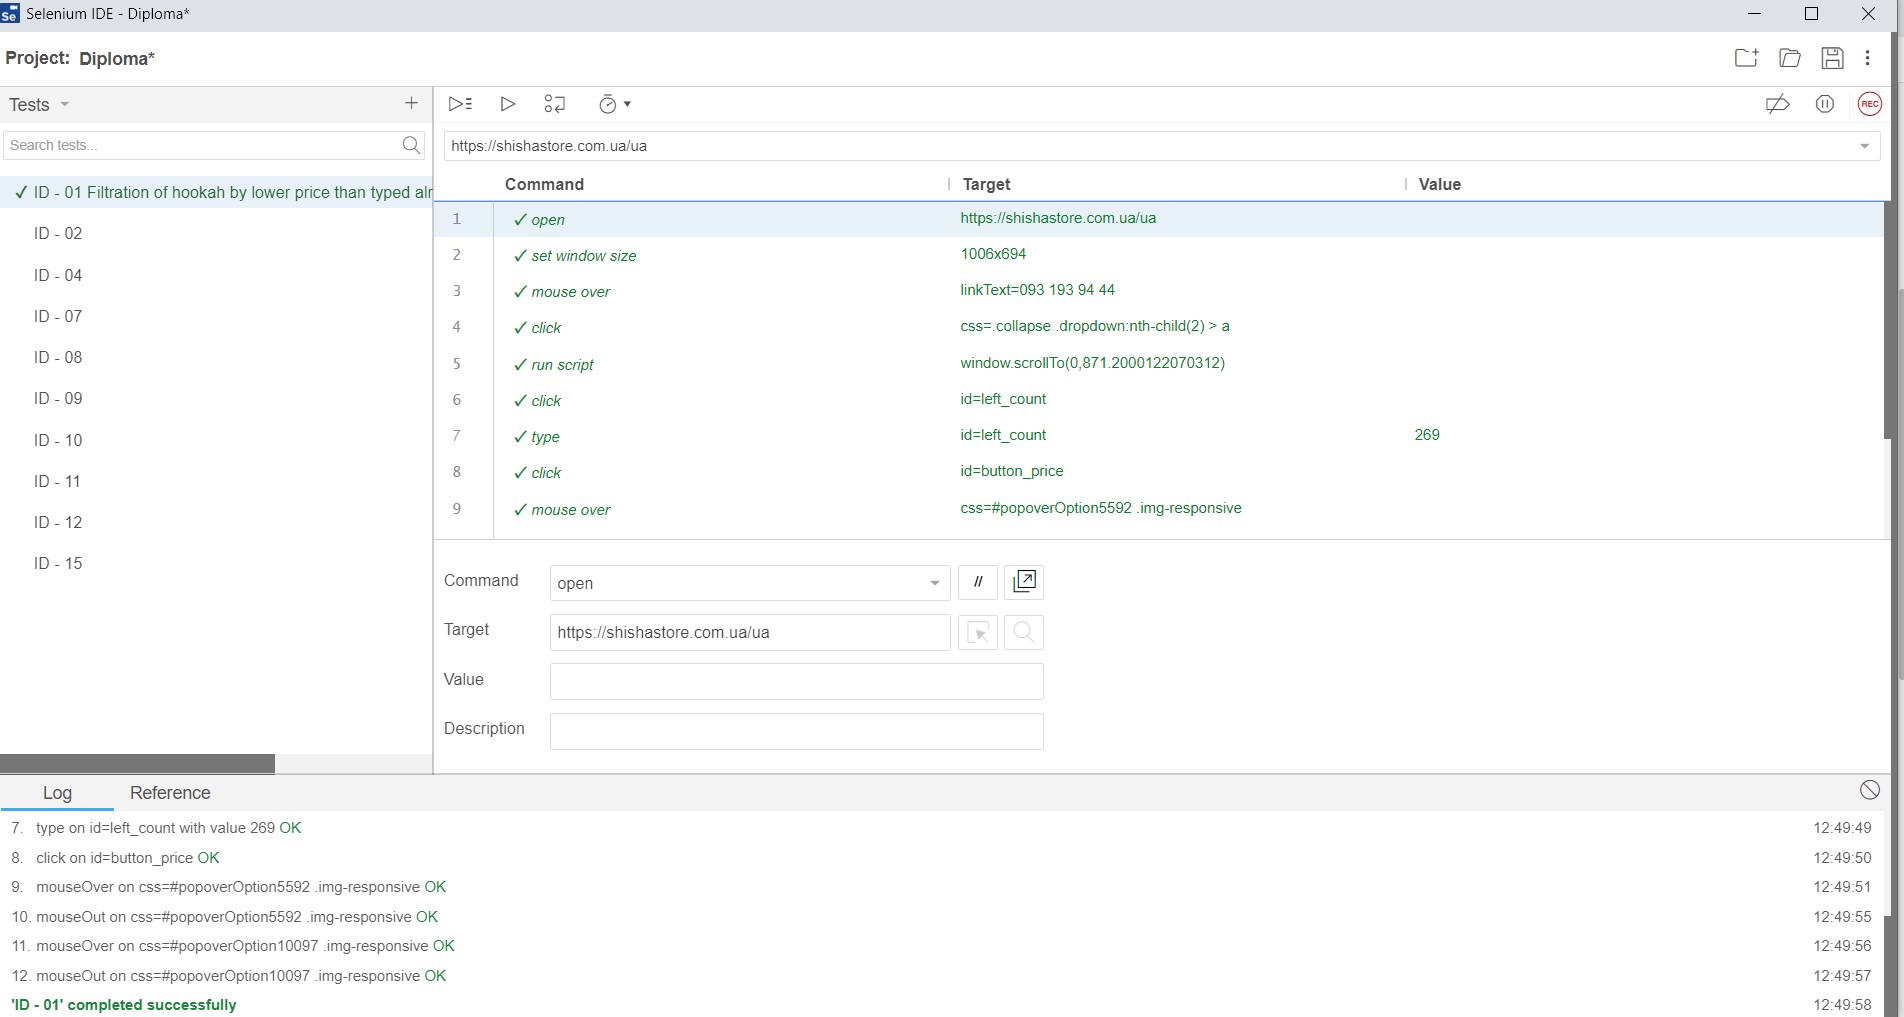 Se Selenium IDE - Diploma*
Project: Diploma*
Tests
Search tests...
✓ ID - 01 Filtration of hookah by lower price than typed alr
ID - 02
ID - 04
ID - 07
ID - 08
ID - 09
ID - 10
ID - 11
ID - 12
ID - 15
REC
https://shishastore.com.ua/ua
Command Target Value
1 ✓ open https://shishastore.com.ua/ua
2 ✓ set window size 1006x694
3 ✓ mouse over linkText=093 193 94 44
4 ✓ click css=.collapse .dropdown:nth-child(2) > a
5 ✓ run script window.scrollTo(0,871.2000122070312)
6 ✓ click id=left_count
7 ✓ type id=left_count 269
8 ✓ click id=button_price
9 ✓ mouse over css=#popoverOption5592 .img-responsive
Command open //
Target https://shishastore.com.ua/ua
Value
Description
Log Reference
7. type on id=left_count with value 269 OK 12:49:49
8. click on id=button_price OK 12:49:50
9. mouseOver on css=#popoverOption5592 .img-responsive OK 12:49:51
10. mouseOut on css=#popoverOption5592 .img-responsive OK 12:49:55
11. mouseOver on css=#popoverOption10097 .img-responsive OK 12:49:56
12. mouseOut on css=#popoverOption10097 .img-responsive OK 12:49:57
'ID - 01' completed successfully 12:49:58